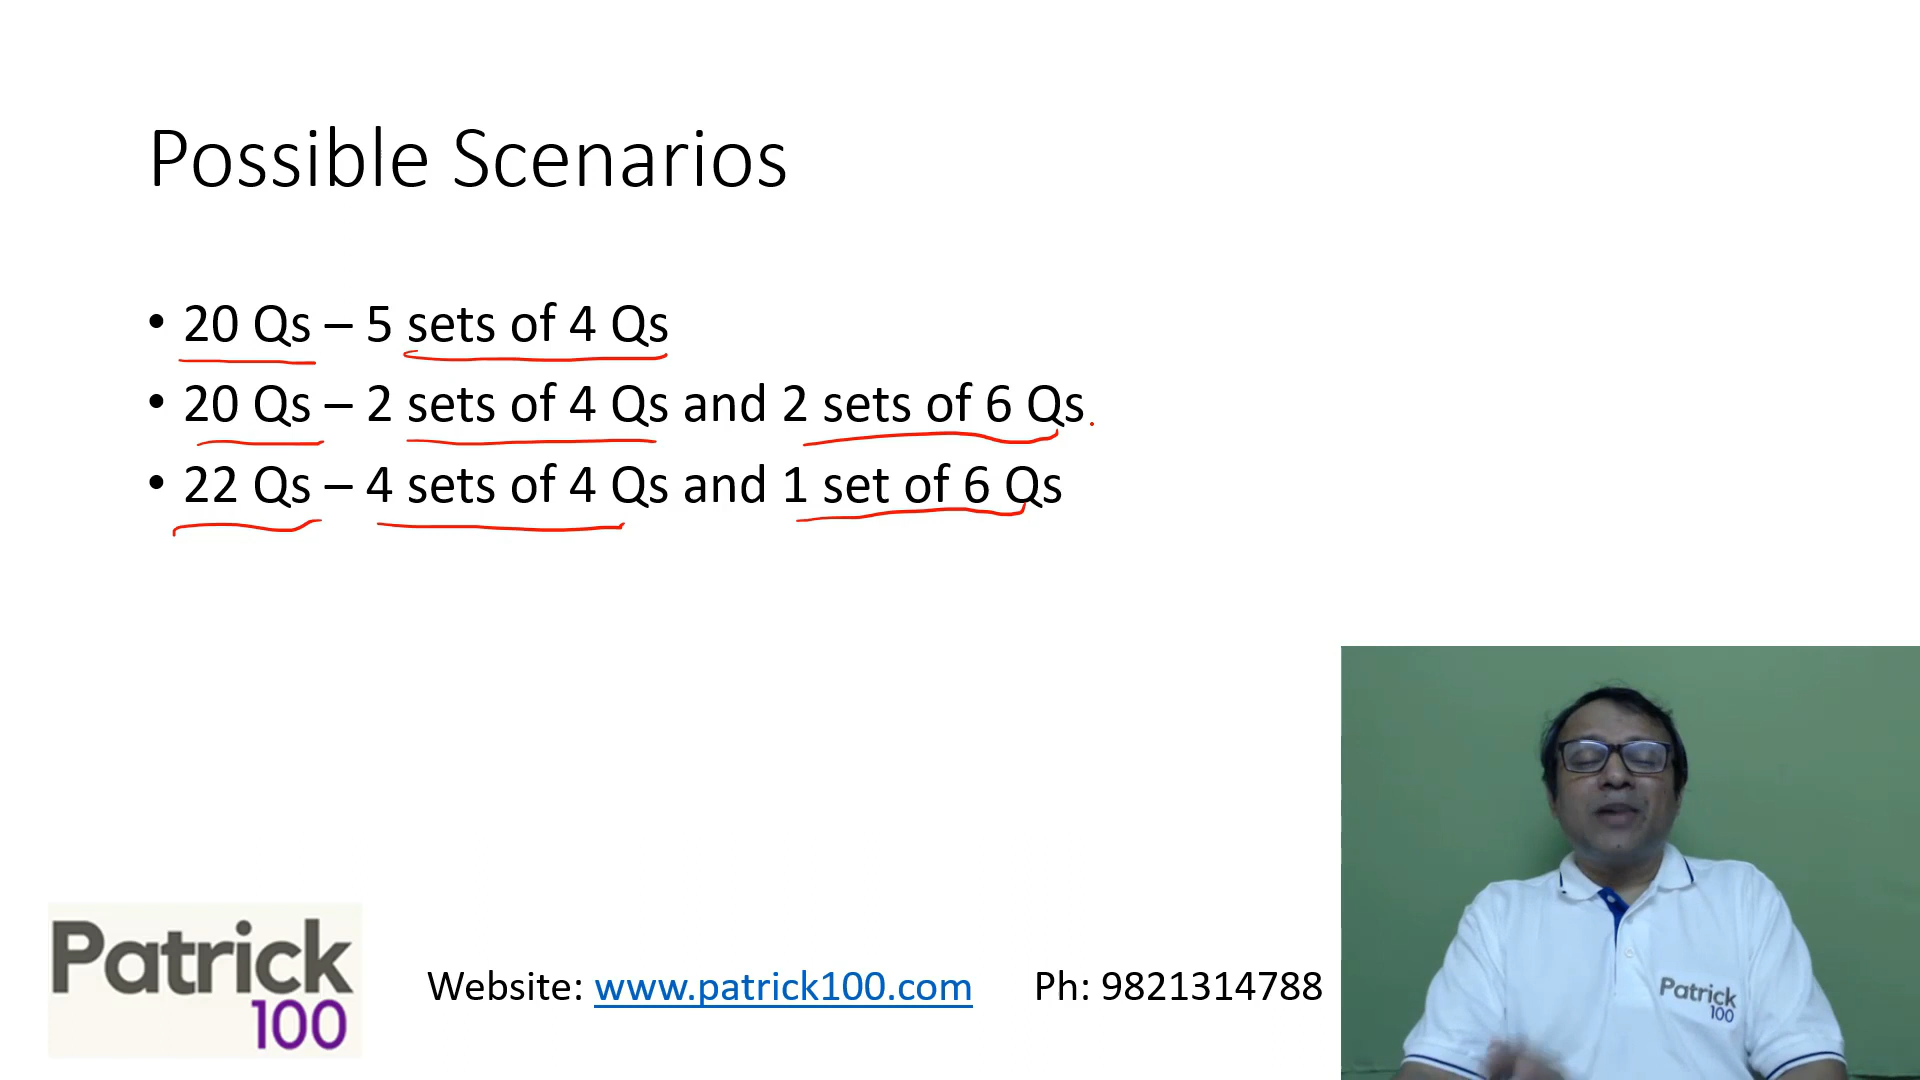 Possible Scenarios
• 20 Qs – 5 sets of 4 Qs
• 20 Qs – 2 sets of 4 Qs and 2 sets of 6 Qs
• 22 Qs – 4 sets of 4 Qs and 1 set of 6 Qs
Patrick
100
Website: www.patrick100.com Ph: 9821314788
Patrick
100